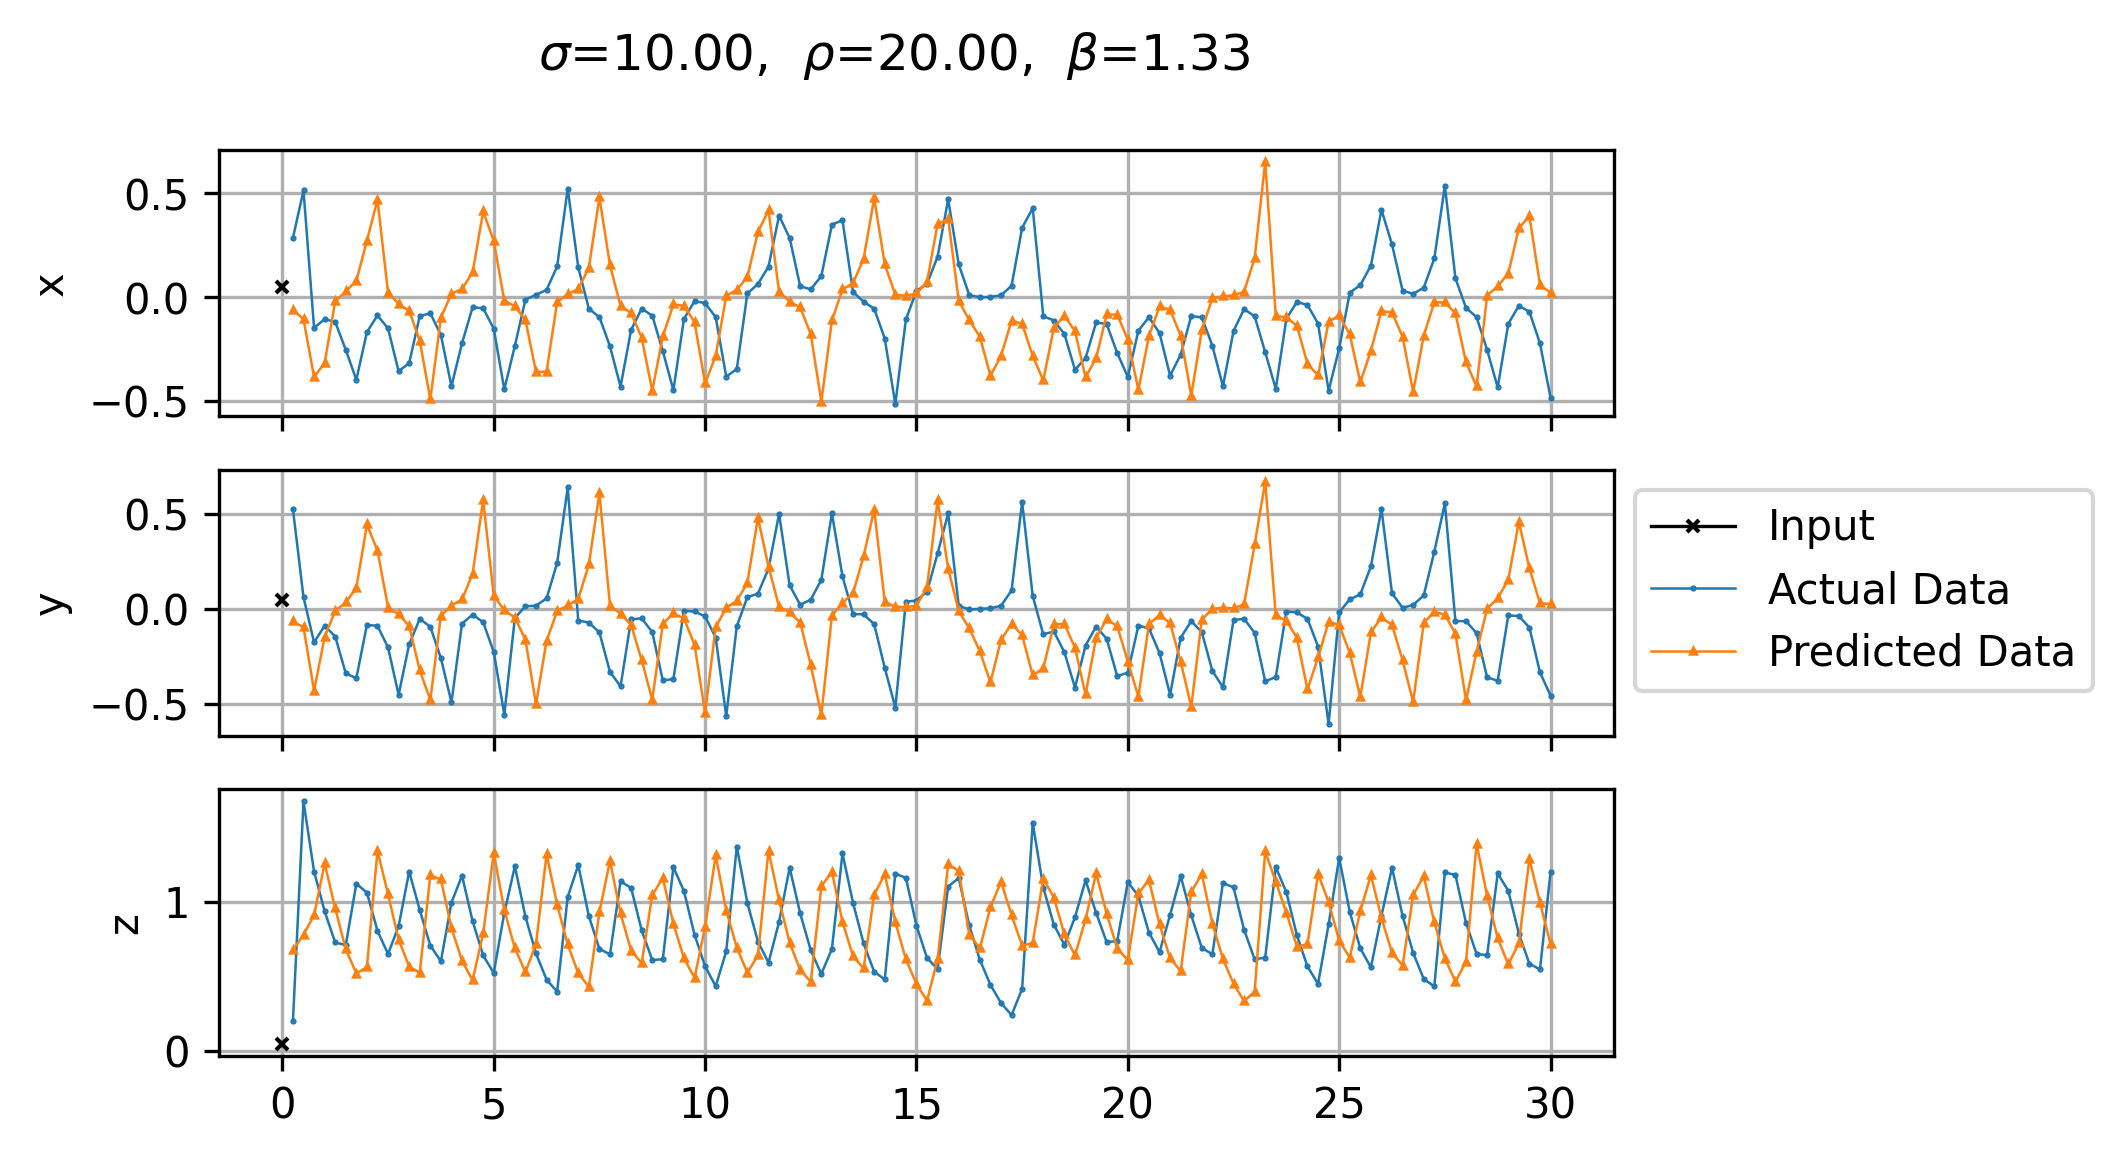 σ=10.00, ρ=20.00, β=1.33
x
0.5
0.0
−0.5
y
0.5
0.0
−0.5
Input
Actual Data
Predicted Data
z
1
0
0 5 10 15 20 25 30